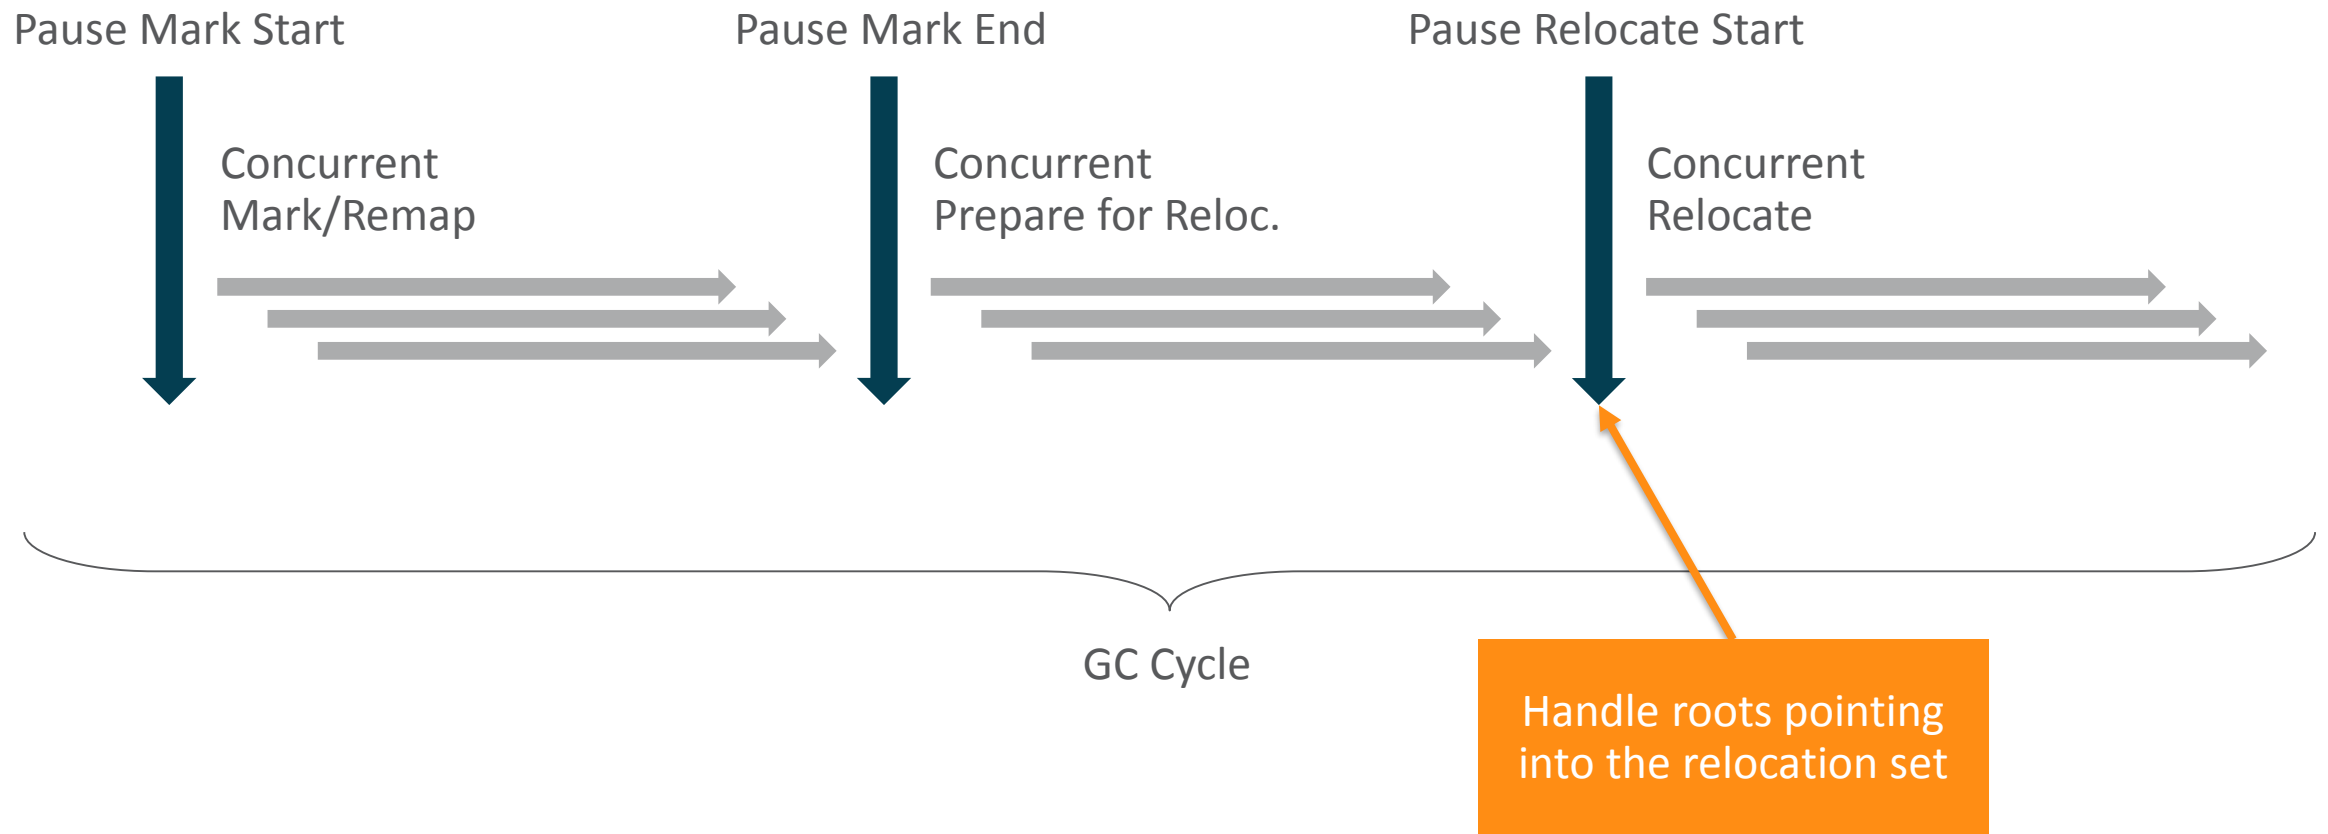 Pause Mark Start
Pause Mark End
Pause Relocate Start
Concurrent
Mark/Remap
Concurrent
Prepare for Reloc.
Concurrent
Relocate
GC Cycle
Handle roots pointing
into the relocation set